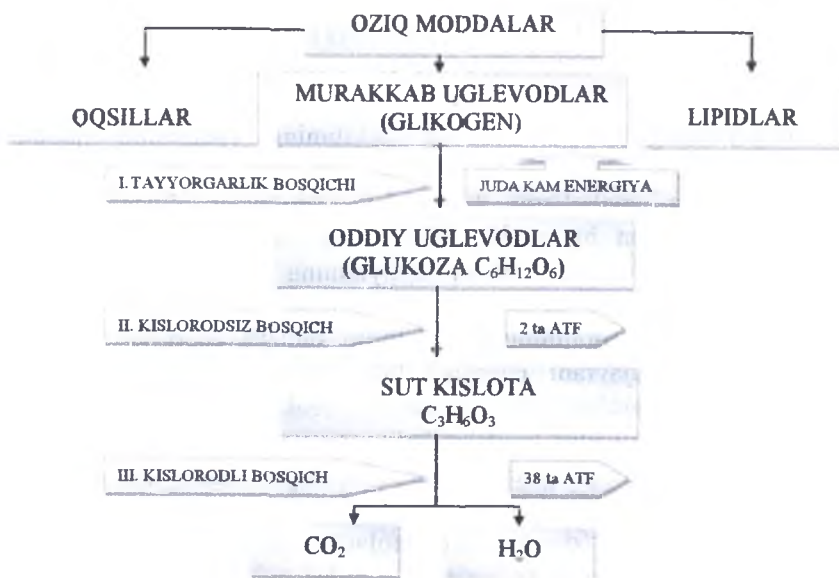 OZIQ MODDALAR
OQSILLAR
MURAKKAB UGLEVODLAR
(GLIKOGEN)
LIPIDLAR
I. TAYYORGARLIK BOSQICHI
JUDA KAM ENERGIYA
ODDIY UGLEVODLAR
(GLUKOZA C₆H₁₂O₆)
II. KISLORODSIZ BOSQICH
2 ta ATF
SUT KISLOTA
C₃H₆O₃
III. KISLORODLI BOSQICH
38 ta ATF
CO₂
H₂O